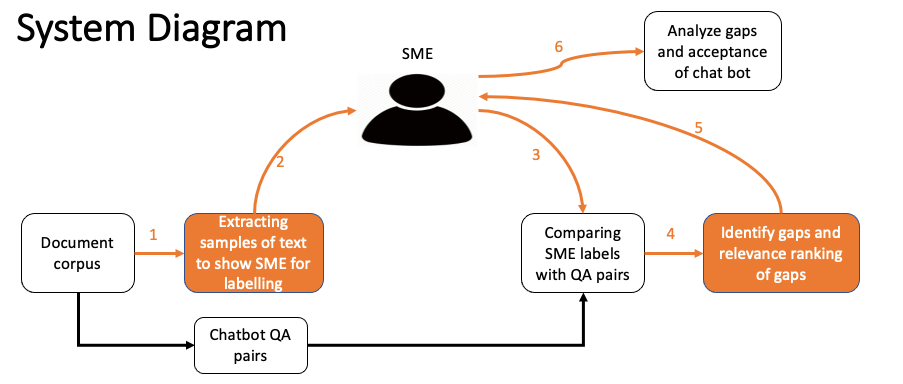 System Diagram
SME
6
Analyze gaps
and acceptance
of chat bot
5
2
3
Document
corpus
1
Extracting
samples of text
to show SME for
labelling
Comparing
SME labels
with QA pairs
4
Identify gaps and
relevance ranking
of gaps
Chatbot QA
pairs